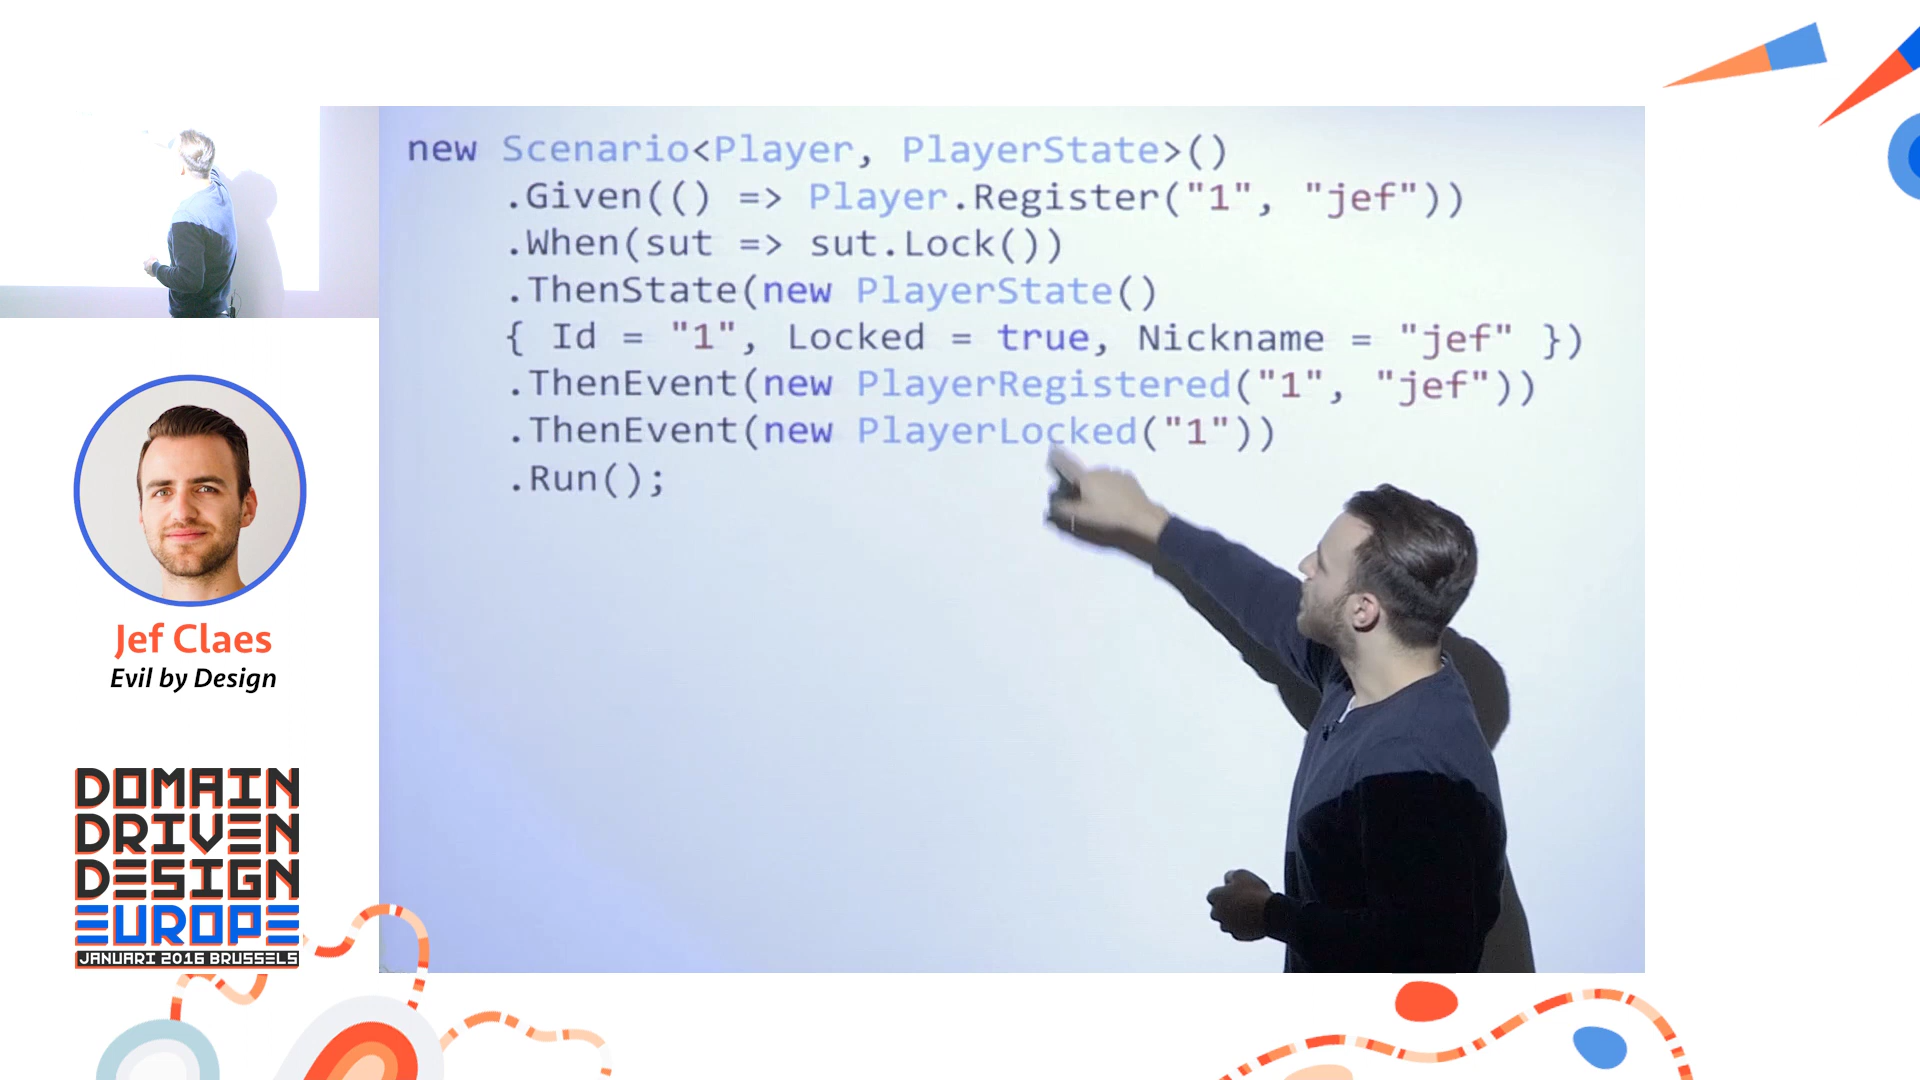 new Scenario<Player, PlayerState>()
.Given(() => Player.Register("1", "jef"))
.When(sut => sut.Lock())
.ThenState(new PlayerState()
{ Id = "1", Locked = true, Nickname = "jef" })
.ThenEvent(new PlayerRegistered("1", "jef"))
.ThenEvent(new PlayerLocked("1"))
.Run();
Jef Claes
Evil by Design
DOMAIN
DRIVEN
DESIGN
EUROPE
JANUARI 2016 BRUSSELS